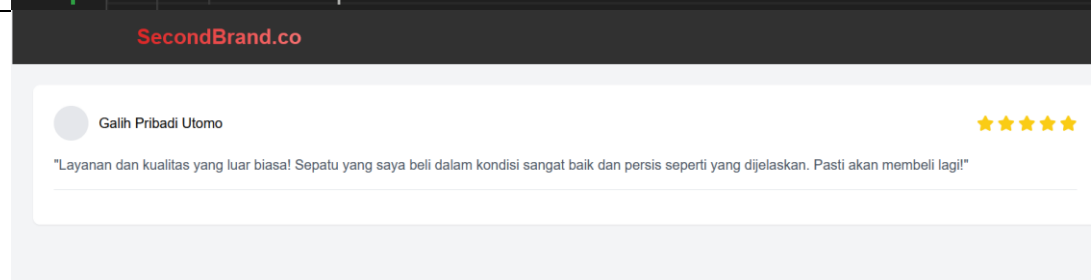 SecondBrand.co
Galih Pribadi Utomo
"Layanan dan kualitas yang luar biasa! Sepatu yang saya beli dalam kondisi sangat baik dan persis seperti yang dijelaskan. Pasti akan membeli lagi!"